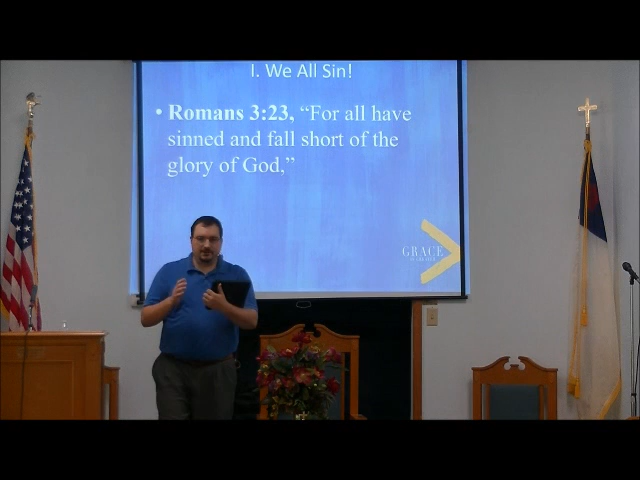 I. We All Sin!
• Romans 3:23, “For all have
sinned and fall short of the
glory of God,”
GRACE